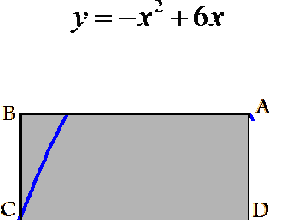 y = −x² + 6x
B A
C D